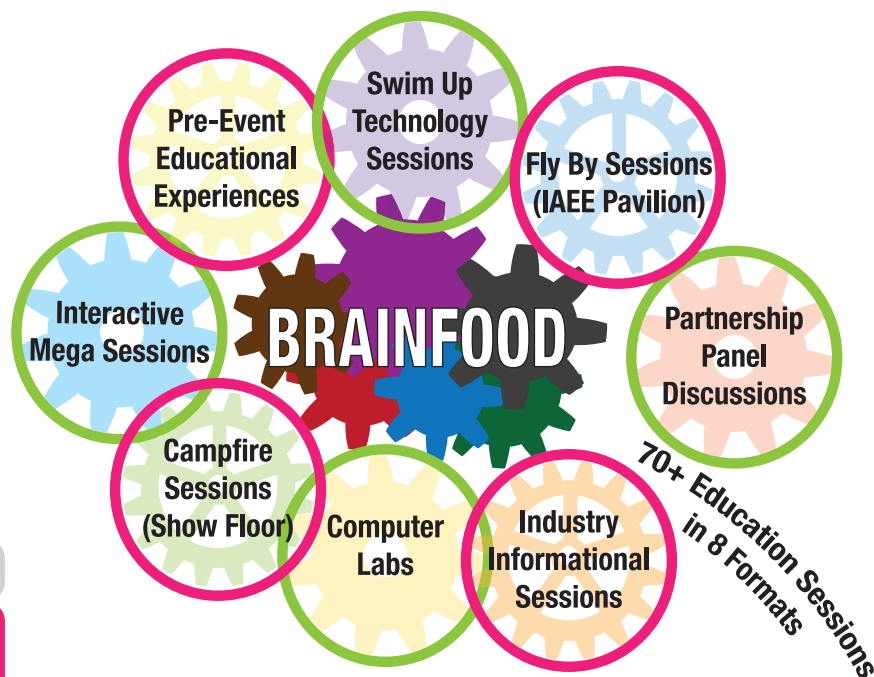 Swim Up
Technology
Sessions
Pre-Event
Educational
Experiences
Fly By Sessions
(IAEE Pavilion)
Interactive
Mega Sessions
BRAINFOOD
Partnership
Panel
Discussions
Campfire
Sessions
(Show Floor)
Computer
Labs
Industry
Informational
Sessions
70+ Education Sessions
in 8 Formats